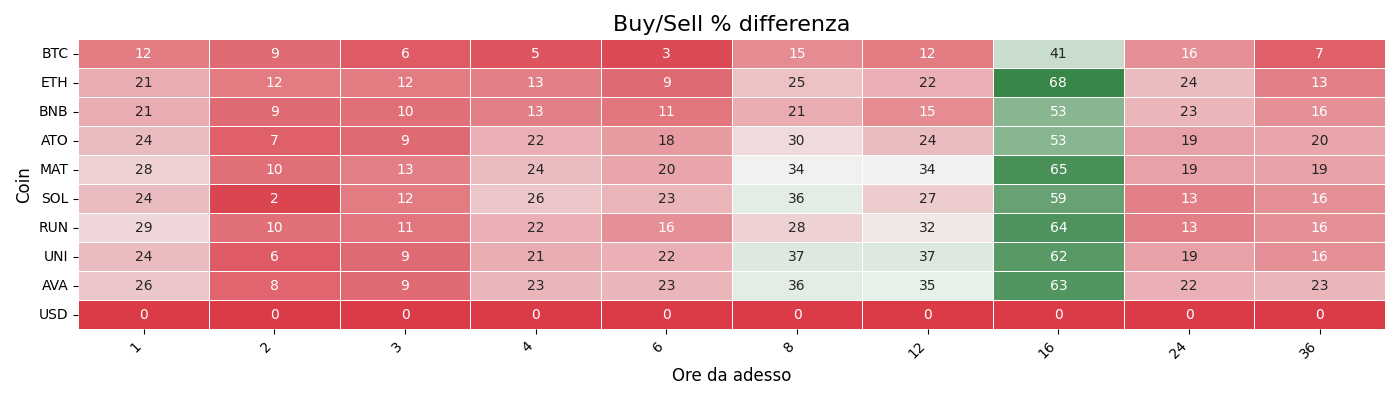 Buy/Sell % differenza
Coin
BTC 12 9 6 5 3 15 12 41 16 7
ETH 21 12 12 13 9 25 22 68 24 13
BNB 21 9 10 13 11 21 15 53 23 16
ATO 24 7 9 22 18 30 24 53 19 20
MAT 28 10 13 24 20 34 34 65 19 19
SOL 24 2 12 26 23 36 27 59 13 16
RUN 29 10 11 22 16 28 32 64 13 16
UNI 24 6 9 21 22 37 37 62 19 16
AVA 26 8 9 23 23 36 35 63 22 23
USD 0 0 0 0 0 0 0 0 0 0
1 2 3 4 6 8 12 16 24 36
Ore da adesso